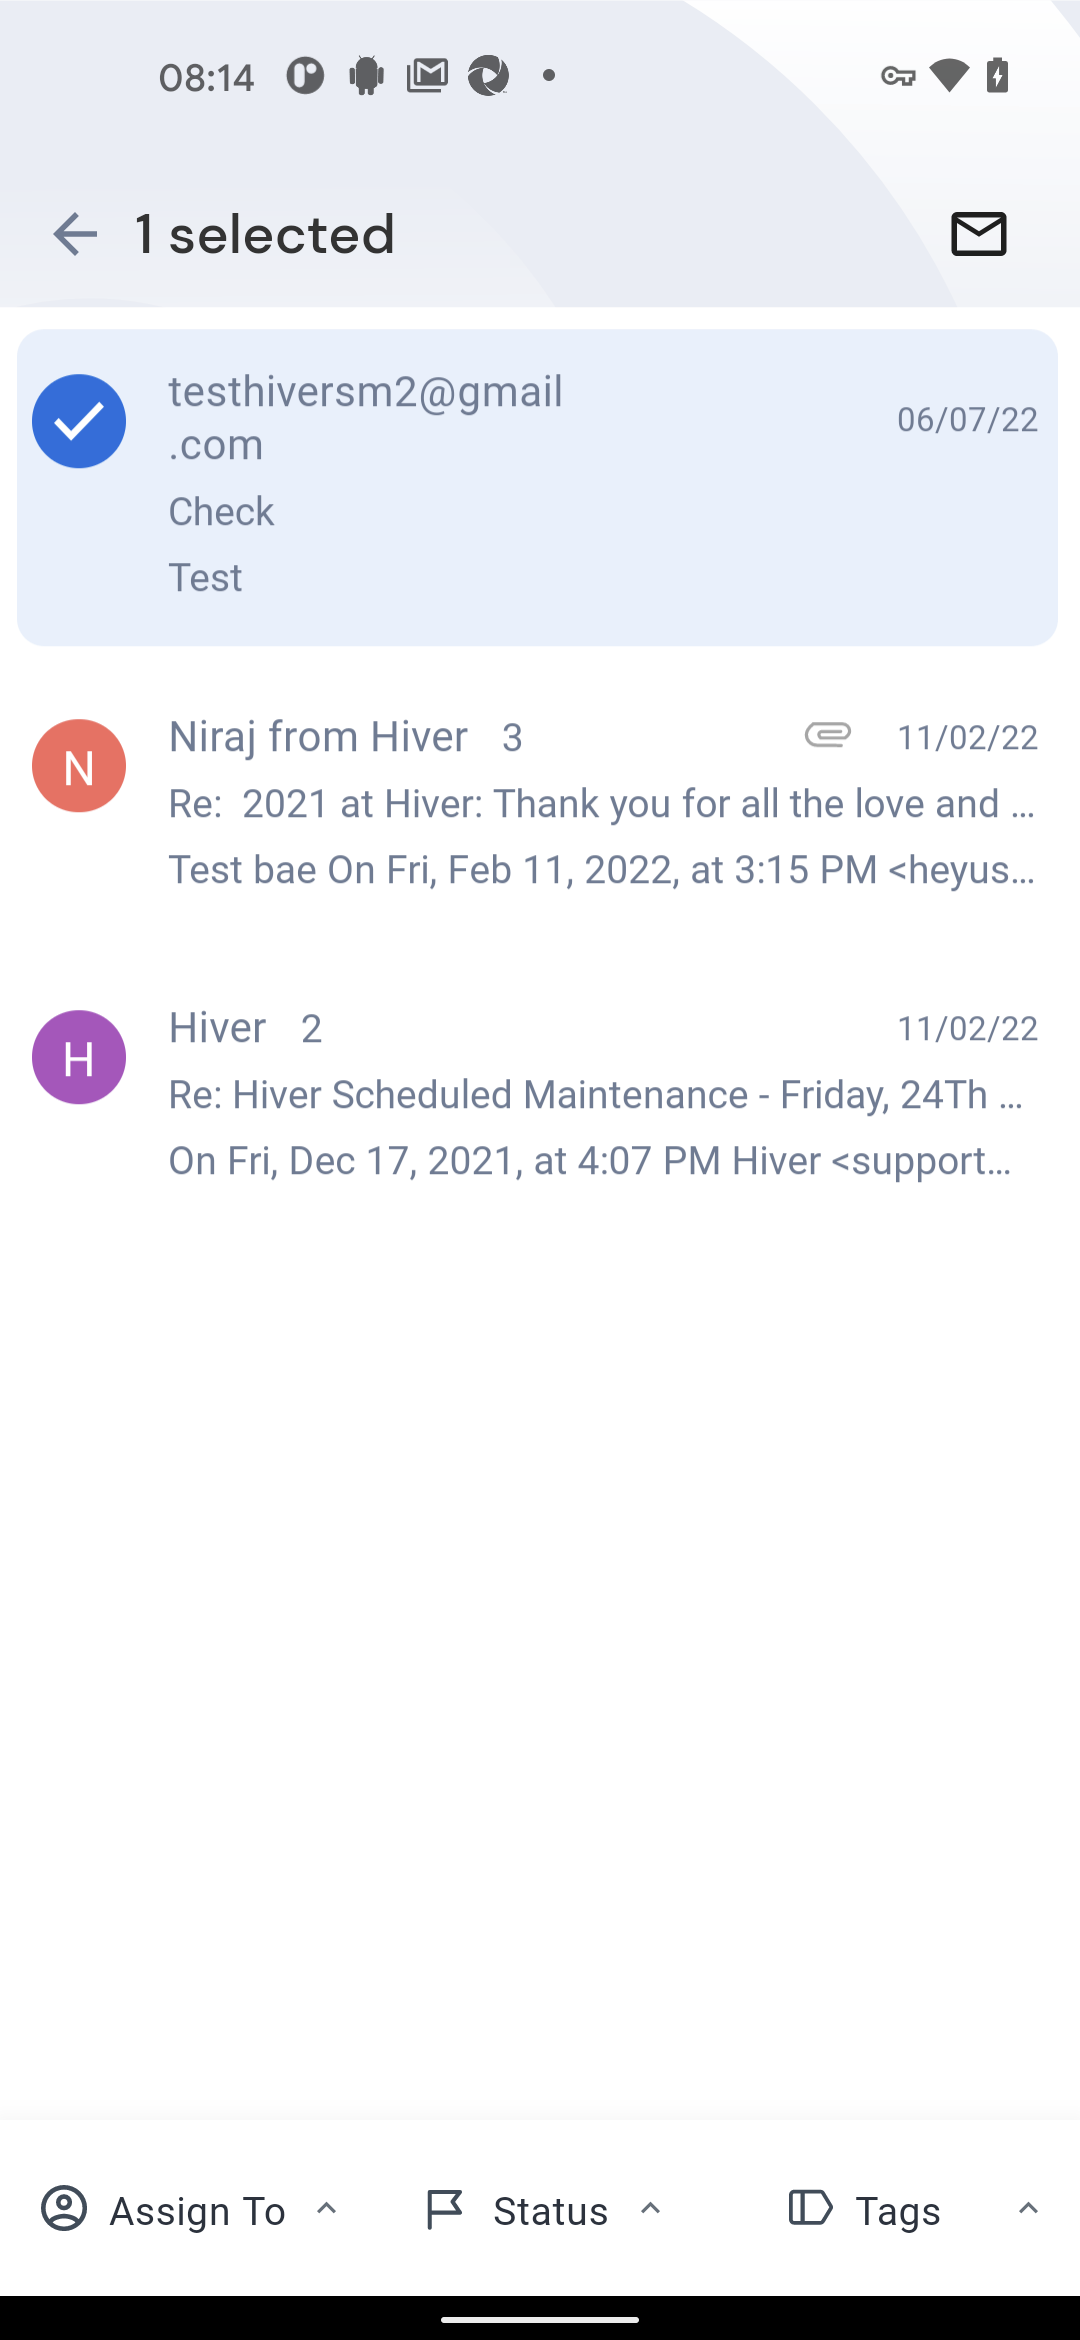 08:14
1 selected
testhiversm2@gmail
.com
06/07/22
Check
Test
N
Niraj from Hiver 3
11/02/22
Re:  2021 at Hiver: Thank you for all the love and …
Test bae On Fri, Feb 11, 2022, at 3:15 PM <heyus…
H
Hiver 2
11/02/22
Re: Hiver Scheduled Maintenance - Friday, 24Th …
On Fri, Dec 17, 2021, at 4:07 PM Hiver <support…
Assign To
Status
Tags